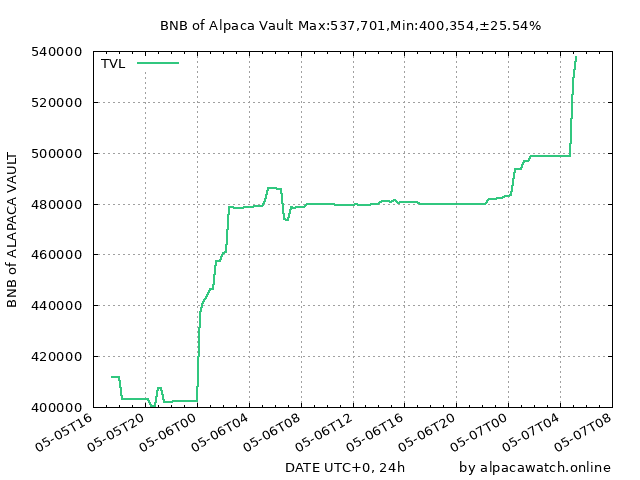 BNB of Alpaca Vault Max:537,701,Min:400,354,±25.54%
TVL
540000
520000
500000
480000
460000
440000
420000
400000
BNB of ALAPACA VAULT
05-05T16
05-05T20
05-06T00
05-06T04
05-06T08
05-06T12
05-06T16
05-06T20
05-07T00
05-07T04
05-07T08
DATE UTC+0, 24h
by alpacawatch.online